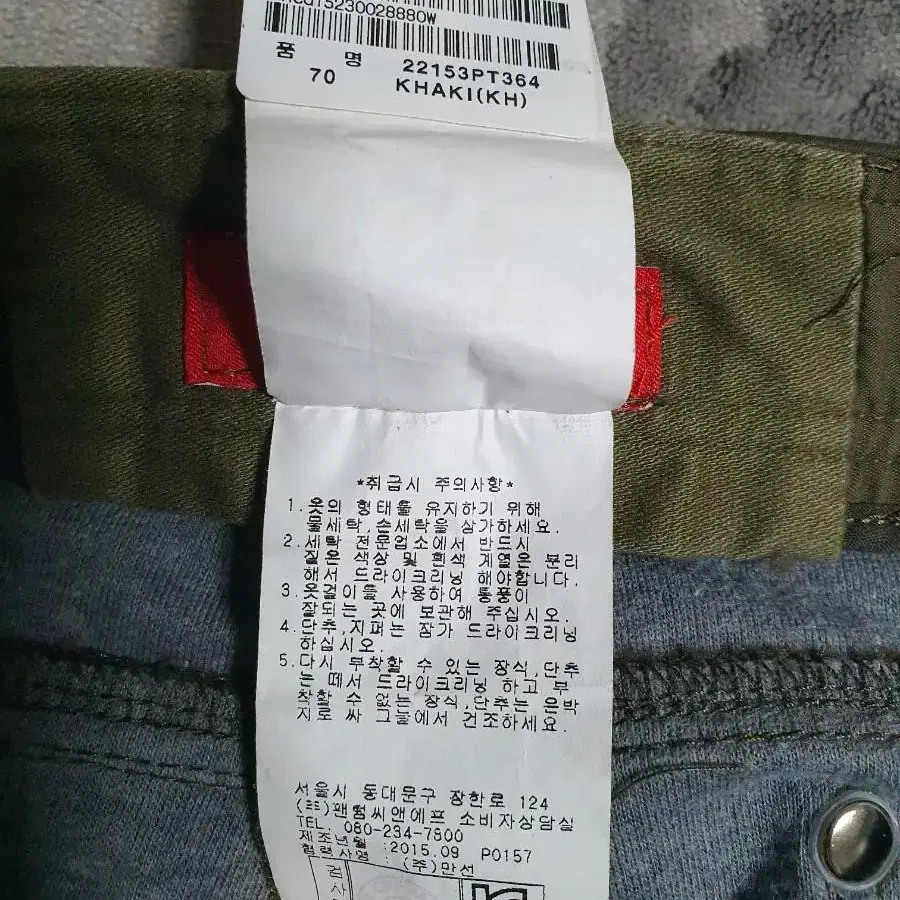 품 명 22153PT364
70 KHAKI(KH)
*취급시 주의사항*
1.옷의 형태를 유지하기 위해
물세탁,손세탁을 삼가하세요.
2.세탁 전문업소에서 반드시
짙은 색상 및 흰색 계열은 분리
해서 드라이크리닝 해야합니다.
3.옷걸이를 사용하여 통풍이
잘되는 곳에 보관해 주십시오.
4.단추,지퍼는 잠가 드라이크리닝
하십시오.
5.다시 부착할 수 있는 장식,단추
는 떼서 드라이크리닝 하고 부
착할 수 없는 장식,단추는 은박
지로 싸 그늘에서 건조하세요.
서울시 동대문구 장한로 124
(주)팬텀씨앤에프 소비자상담실
TEL. 080-234-7800
제조년월 :2015.09 P0157
협력사명 : (주)만선
검사